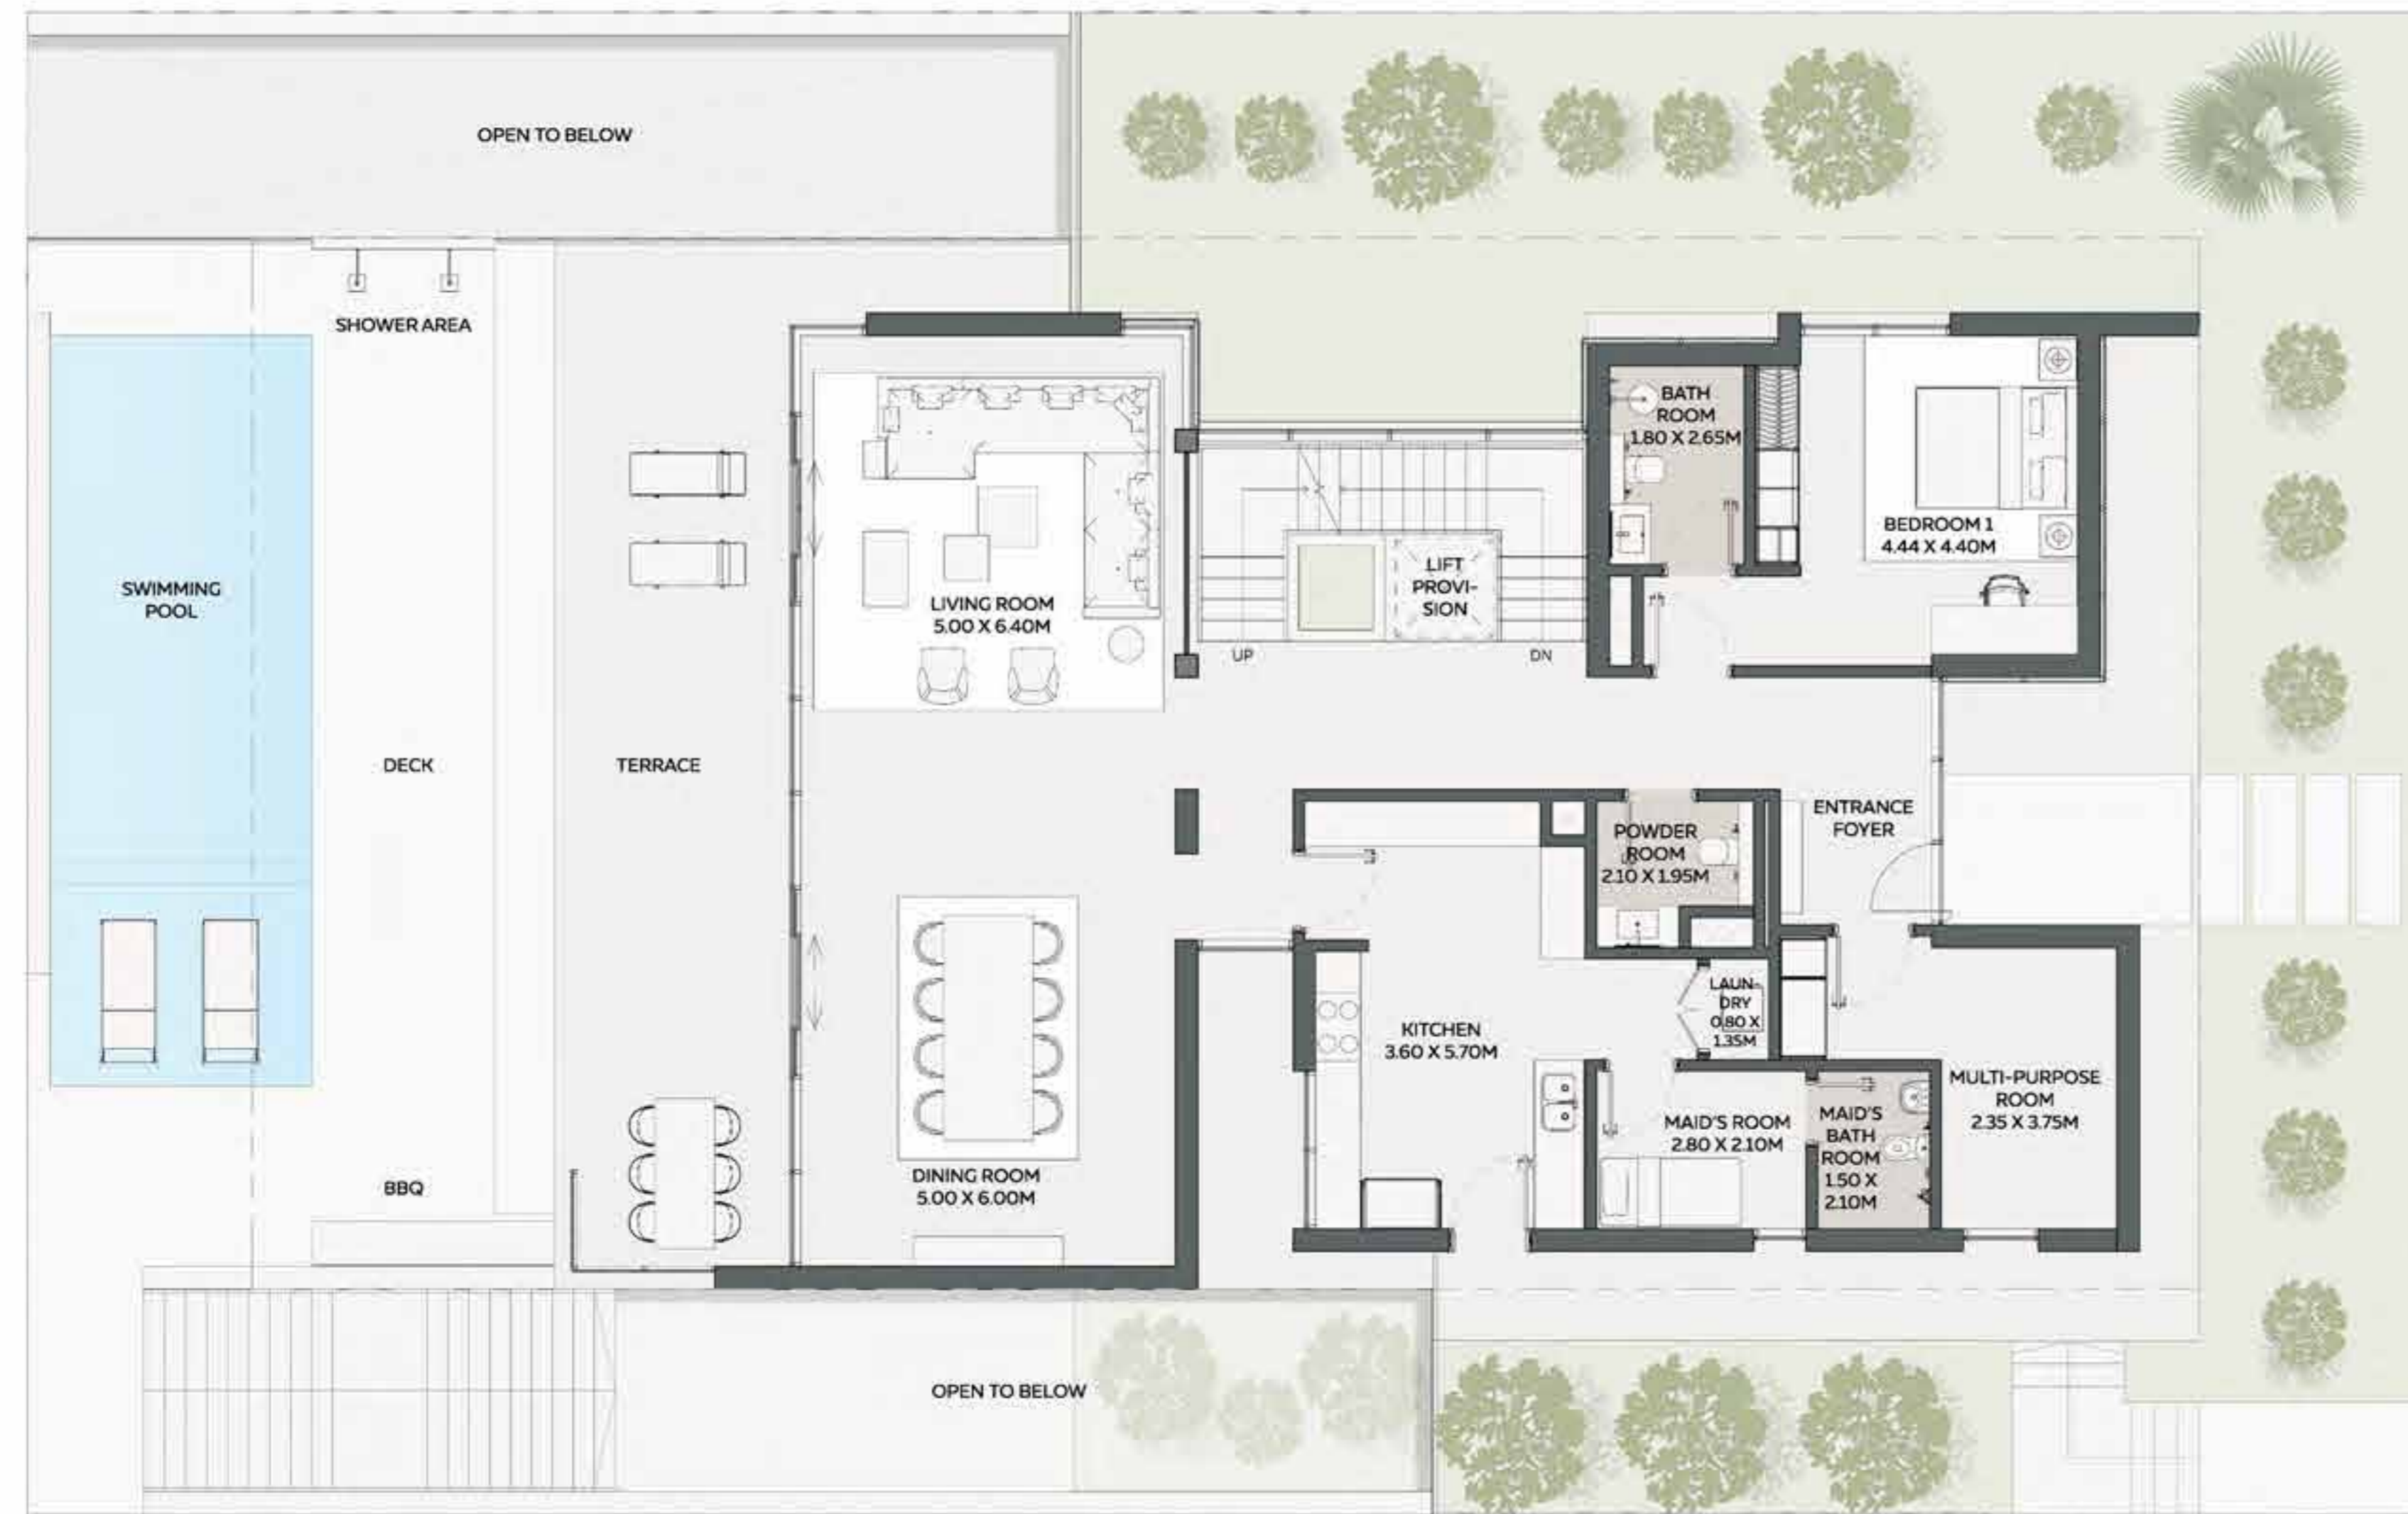 OPEN TO BELOW
SHOWER AREA
SWIMMING
POOL
DECK
TERRACE
BBQ
LIVING ROOM
5.00 X 6.40M
UP
LIFT
PROVI-
SION
DN
BATH
ROOM
1.80 X 2.65M
BEDROOM 1
4.44 X 4.40M
ENTRANCE
FOYER
POWDER
ROOM
2.10 X 1.95M
DINING ROOM
5.00 X 6.00M
KITCHEN
3.60 X 5.70M
LAUN-
DRY
0.80 X
1.35M
MAID'S ROOM
2.80 X 2.10M
MAID'S
BATH
ROOM
1.50 X
2.10M
MULTI-PURPOSE
ROOM
2.35 X 3.75M
OPEN TO BELOW